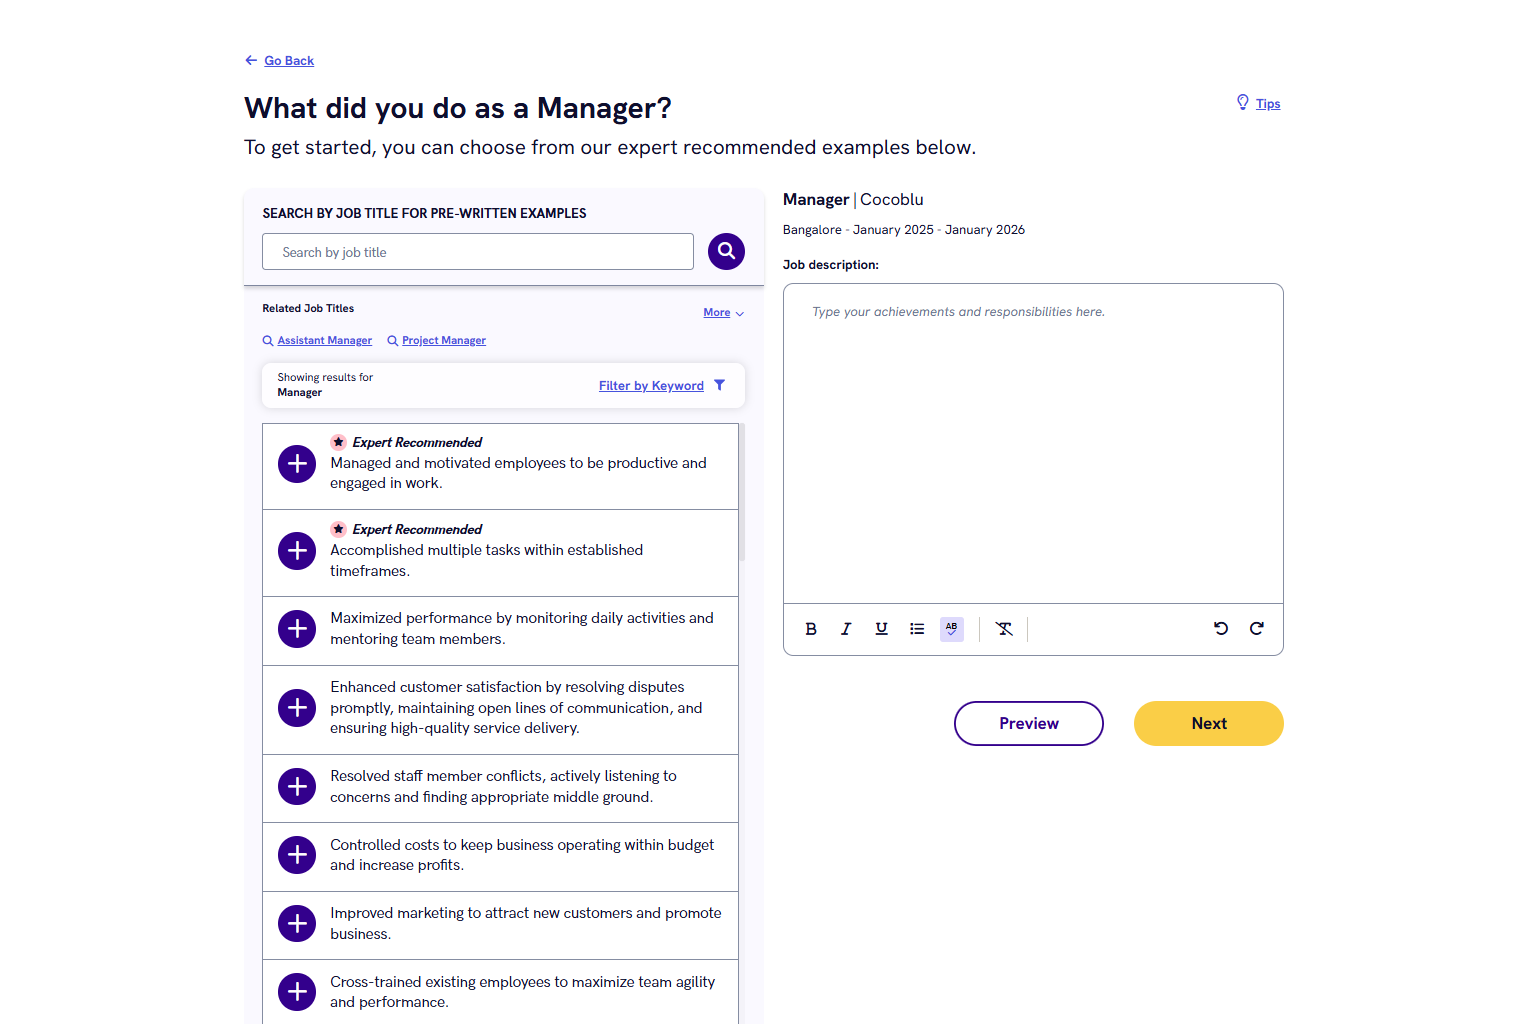 Go Back
What did you do as a Manager?
Tips
To get started, you can choose from our expert recommended examples below.
SEARCH BY JOB TITLE FOR PRE-WRITTEN EXAMPLES
Search by job title
Related Job Titles
More
Assistant Manager Project Manager
Showing results for
Manager
Filter by Keyword
Expert Recommended
Managed and motivated employees to be productive and
engaged in work.
Expert Recommended
Accomplished multiple tasks within established
timeframes.
Maximized performance by monitoring daily activities and
mentoring team members.
Enhanced customer satisfaction by resolving disputes
promptly, maintaining open lines of communication, and
ensuring high-quality service delivery.
Resolved staff member conflicts, actively listening to
concerns and finding appropriate middle ground.
Controlled costs to keep business operating within budget
and increase profits.
Improved marketing to attract new customers and promote
business.
Cross-trained existing employees to maximize team agility
and performance.
Manager | Cocoblu
Bangalore - January 2025 - January 2026
Job description:
Type your achievements and responsibilities here.
B I U AB T
Preview
Next